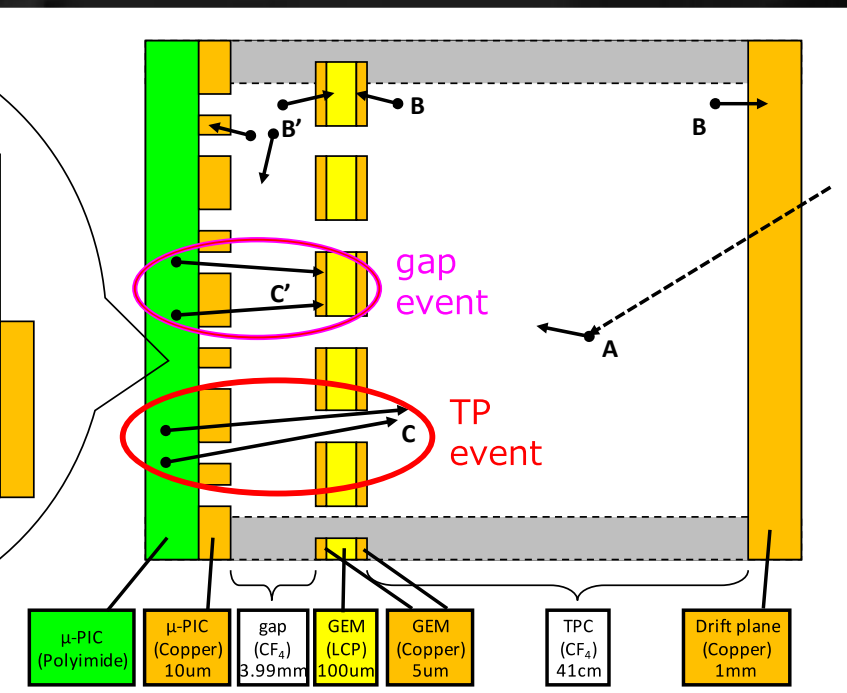 B
B
B’
gap
event
C’
A
TP
event
C
μ-PIC
(Polyimide)
μ-PIC
(Copper)
10um
gap
(CF₄)
3.99mm
GEM
(LCP)
100um
GEM
(Copper)
5um
TPC
(CF₄)
41cm
Drift plane
(Copper)
1mm